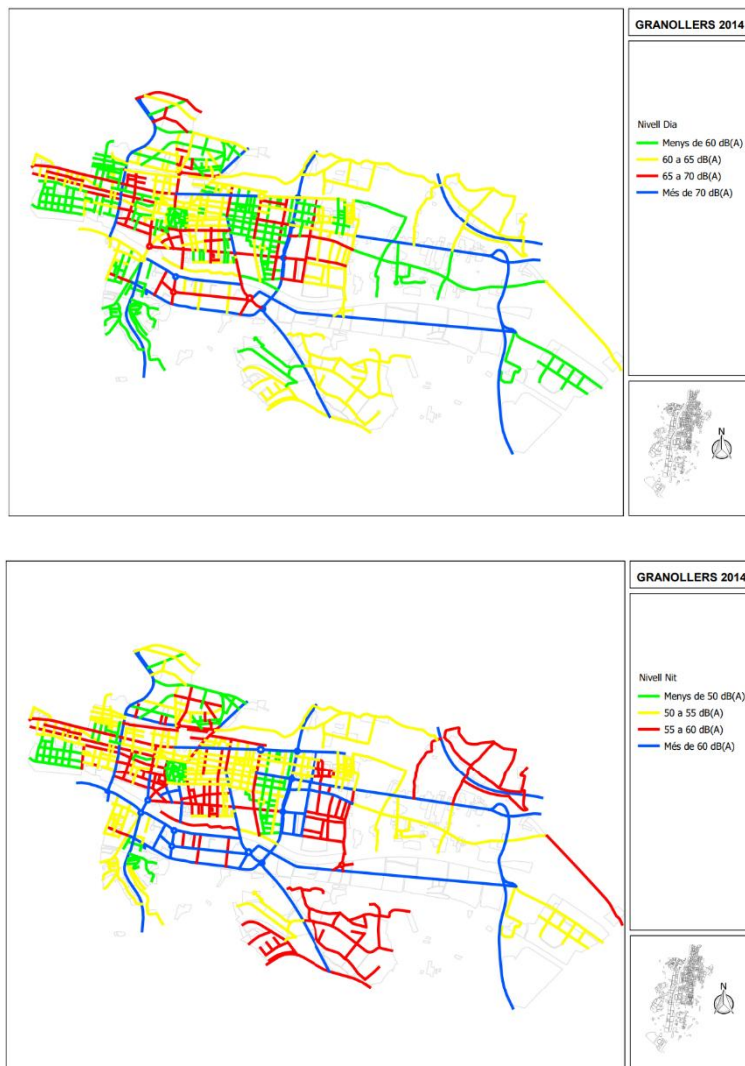 GRANOLLERS 2014
Nivell Dia
Menys de 60 dB(A)
60 a 65 dB(A)
65 a 70 dB(A)
Més de 70 dB(A)
N
GRANOLLERS 2014
Nivell Nit
Menys de 50 dB(A)
50 a 55 dB(A)
55 a 60 dB(A)
Més de 60 dB(A)
N